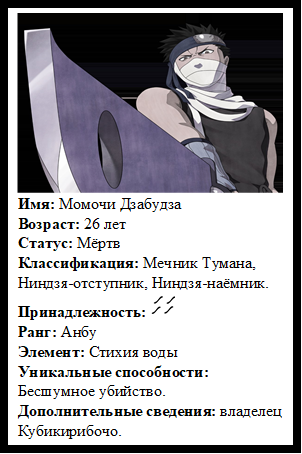 Имя: Момочи Дзабудза
Возраст: 26 лет
Статус: Мёртв
Классификация: Мечник Тумана,
Ниндзя-отступник, Ниндзя-наёмник.
Принадлежность:
Ранг: Анбу
Элемент: Стихия воды
Уникальные способности:
Бесшумное убийство.
Дополнительные сведения: владелец
Кубикирибочо.